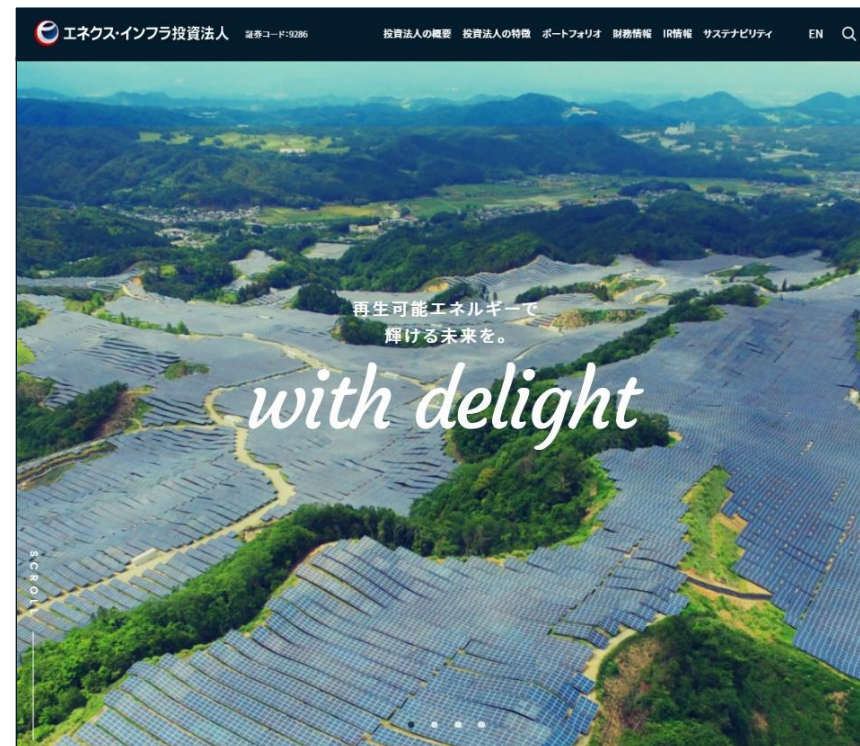 エネクス・インフラ投資法人 証券コード:9286 投資法人の概要 投資法人の特徴 ポートフォリオ 財務情報 IR情報 サステナビリティ EN
再生可能エネルギーで
輝ける未来を。
with delight
SCROLL